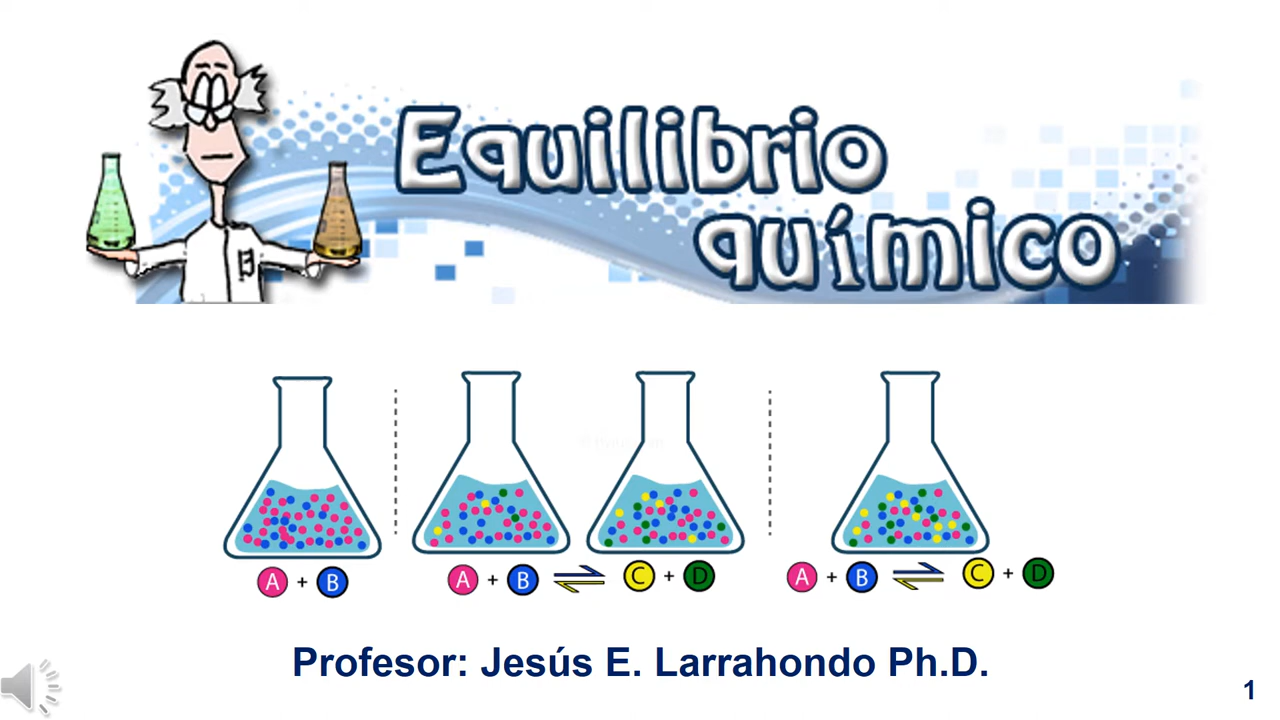 Equilibrio
químico
A + B
A + B ⇌ C + D
A + B ⇌ C + D
Profesor: Jesús E. Larrahondo Ph.D.
1